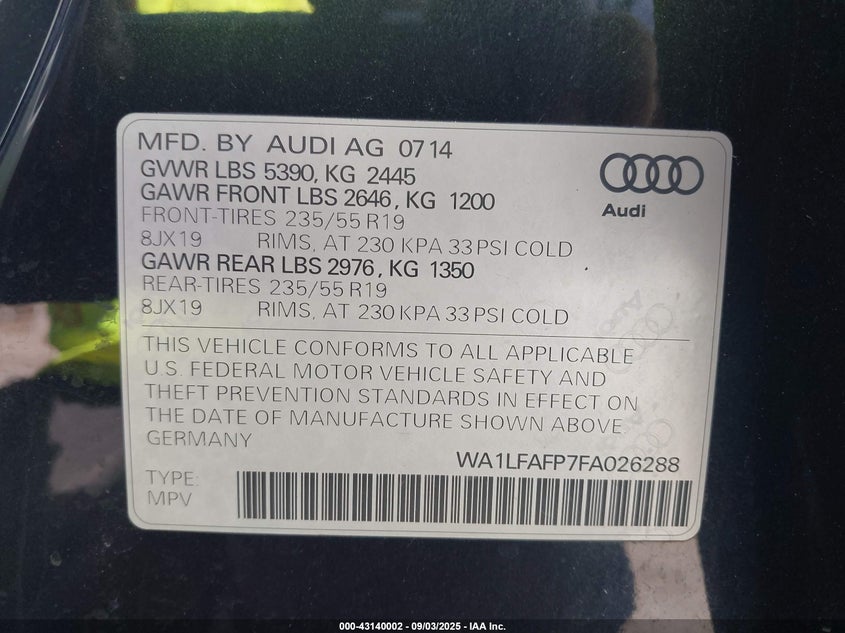 MFD. BY AUDI AG 07 14
GVWR LBS 5390, KG 2445
GAWR FRONT LBS 2646, KG 1200
FRONT-TIRES 235/55 R19
8JX19 RIMS, AT 230 KPA 33 PSI COLD
GAWR REAR LBS 2976, KG 1350
REAR-TIRES 235/55 R19
8JX19 RIMS, AT 230 KPA 33 PSI COLD
Audi
THIS VEHICLE CONFORMS TO ALL APPLICABLE
U.S. FEDERAL MOTOR VEHICLE SAFETY AND
THEFT PREVENTION STANDARDS IN EFFECT ON
THE DATE OF MANUFACTURE SHOWN ABOVE
GERMANY
WA1LFAFP7FA026288
TYPE:
MPV
000-43140002 - 09/03/2025 - IAA Inc.